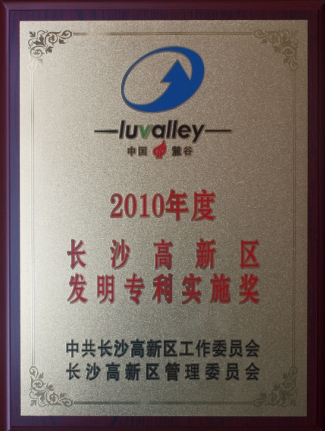 luvalley
中国 麓谷
2010年度
长沙高新区
发明专利实施奖
中共长沙高新区工作委员会
长沙高新区管理委员会